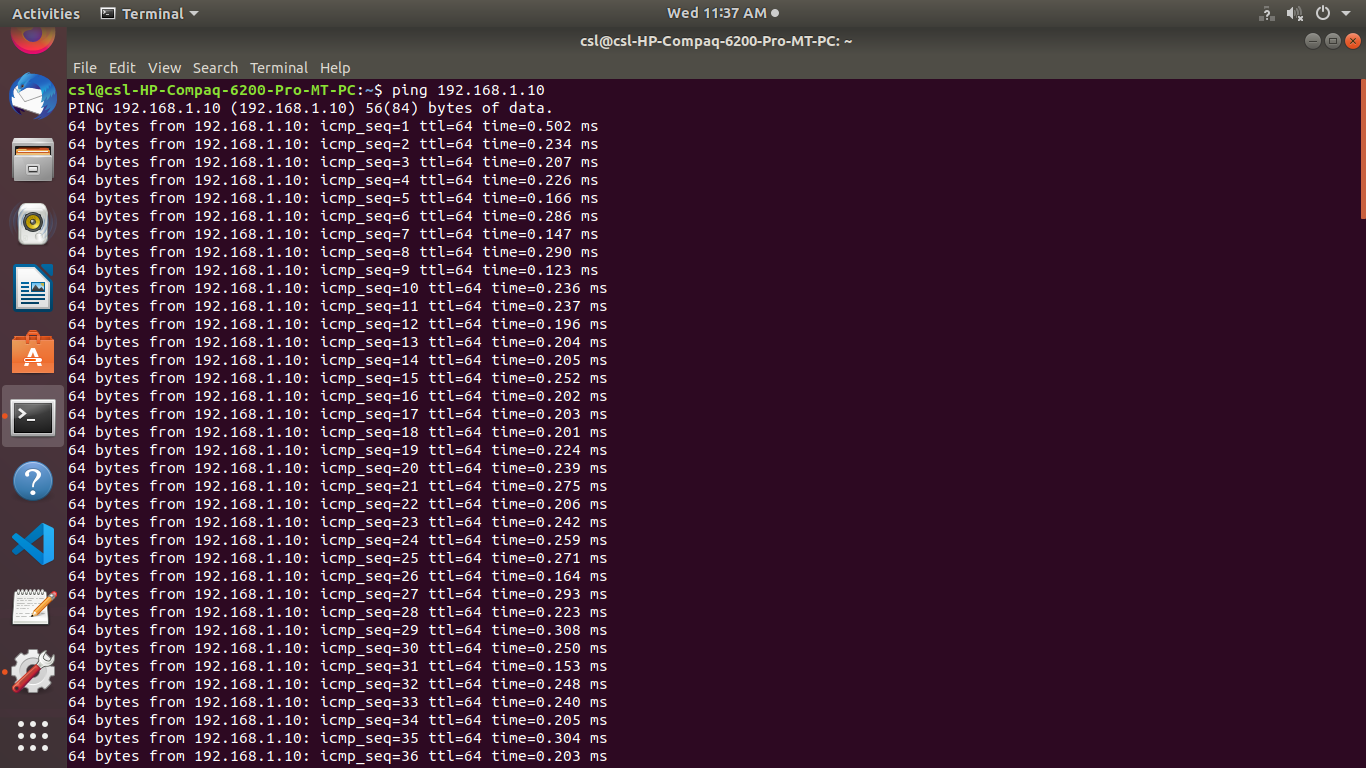 Activities Terminal Wed 11:37 AM
csl@csl-HP-Compaq-6200-Pro-MT-PC: ~
File Edit View Search Terminal Help
csl@csl-HP-Compaq-6200-Pro-MT-PC:~$ ping 192.168.1.10
PING 192.168.1.10 (192.168.1.10) 56(84) bytes of data.
64 bytes from 192.168.1.10: icmp_seq=1 ttl=64 time=0.502 ms
64 bytes from 192.168.1.10: icmp_seq=2 ttl=64 time=0.234 ms
64 bytes from 192.168.1.10: icmp_seq=3 ttl=64 time=0.207 ms
64 bytes from 192.168.1.10: icmp_seq=4 ttl=64 time=0.226 ms
64 bytes from 192.168.1.10: icmp_seq=5 ttl=64 time=0.166 ms
64 bytes from 192.168.1.10: icmp_seq=6 ttl=64 time=0.286 ms
64 bytes from 192.168.1.10: icmp_seq=7 ttl=64 time=0.147 ms
64 bytes from 192.168.1.10: icmp_seq=8 ttl=64 time=0.290 ms
64 bytes from 192.168.1.10: icmp_seq=9 ttl=64 time=0.123 ms
64 bytes from 192.168.1.10: icmp_seq=10 ttl=64 time=0.236 ms
64 bytes from 192.168.1.10: icmp_seq=11 ttl=64 time=0.237 ms
64 bytes from 192.168.1.10: icmp_seq=12 ttl=64 time=0.196 ms
64 bytes from 192.168.1.10: icmp_seq=13 ttl=64 time=0.204 ms
64 bytes from 192.168.1.10: icmp_seq=14 ttl=64 time=0.205 ms
64 bytes from 192.168.1.10: icmp_seq=15 ttl=64 time=0.252 ms
64 bytes from 192.168.1.10: icmp_seq=16 ttl=64 time=0.202 ms
64 bytes from 192.168.1.10: icmp_seq=17 ttl=64 time=0.203 ms
64 bytes from 192.168.1.10: icmp_seq=18 ttl=64 time=0.201 ms
64 bytes from 192.168.1.10: icmp_seq=19 ttl=64 time=0.224 ms
64 bytes from 192.168.1.10: icmp_seq=20 ttl=64 time=0.239 ms
64 bytes from 192.168.1.10: icmp_seq=21 ttl=64 time=0.275 ms
64 bytes from 192.168.1.10: icmp_seq=22 ttl=64 time=0.206 ms
64 bytes from 192.168.1.10: icmp_seq=23 ttl=64 time=0.242 ms
64 bytes from 192.168.1.10: icmp_seq=24 ttl=64 time=0.259 ms
64 bytes from 192.168.1.10: icmp_seq=25 ttl=64 time=0.271 ms
64 bytes from 192.168.1.10: icmp_seq=26 ttl=64 time=0.164 ms
64 bytes from 192.168.1.10: icmp_seq=27 ttl=64 time=0.293 ms
64 bytes from 192.168.1.10: icmp_seq=28 ttl=64 time=0.223 ms
64 bytes from 192.168.1.10: icmp_seq=29 ttl=64 time=0.308 ms
64 bytes from 192.168.1.10: icmp_seq=30 ttl=64 time=0.250 ms
64 bytes from 192.168.1.10: icmp_seq=31 ttl=64 time=0.153 ms
64 bytes from 192.168.1.10: icmp_seq=32 ttl=64 time=0.248 ms
64 bytes from 192.168.1.10: icmp_seq=33 ttl=64 time=0.240 ms
64 bytes from 192.168.1.10: icmp_seq=34 ttl=64 time=0.205 ms
64 bytes from 192.168.1.10: icmp_seq=35 ttl=64 time=0.304 ms
64 bytes from 192.168.1.10: icmp_seq=36 ttl=64 time=0.203 ms